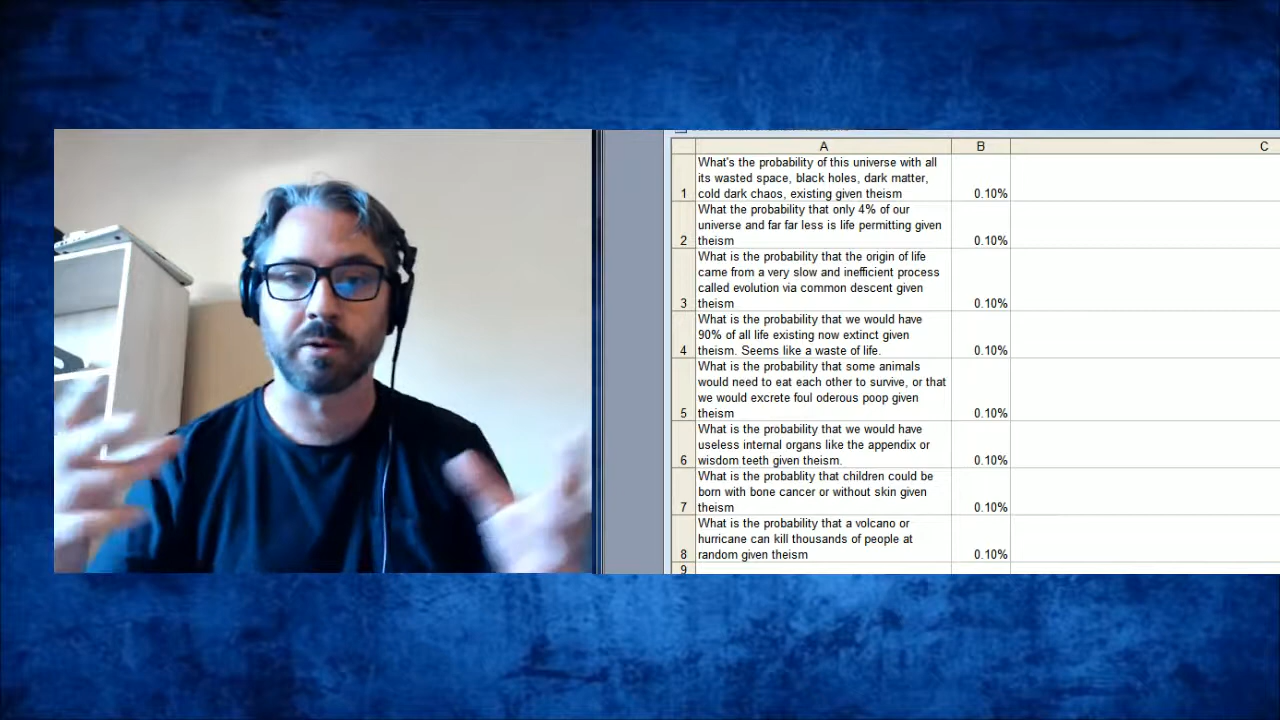 A B C
What's the probability of this universe with all
its wasted space, black holes, dark matter,
1 cold dark chaos, existing given theism 0.10%
What the probability that only 4% of our
universe and far far less is life permitting given
2 theism 0.10%
What is the probability that the origin of life
came from a very slow and inefficient process
called evolution via common descent given
3 theism 0.10%
What is the probability that we would have
90% of all life existing now extinct given
4 theism. Seems like a waste of life. 0.10%
What is the probability that some animals
would need to eat each other to survive, or that
we would excrete foul oderous poop given
5 theism 0.10%
What is the probability that we would have
useless internal organs like the appendix or
6 wisdom teeth given theism. 0.10%
What is the probablity that children could be
born with bone cancer or without skin given
7 theism 0.10%
What is the probability that a volcano or
hurricane can kill thousands of people at
8 random given theism 0.10%
9